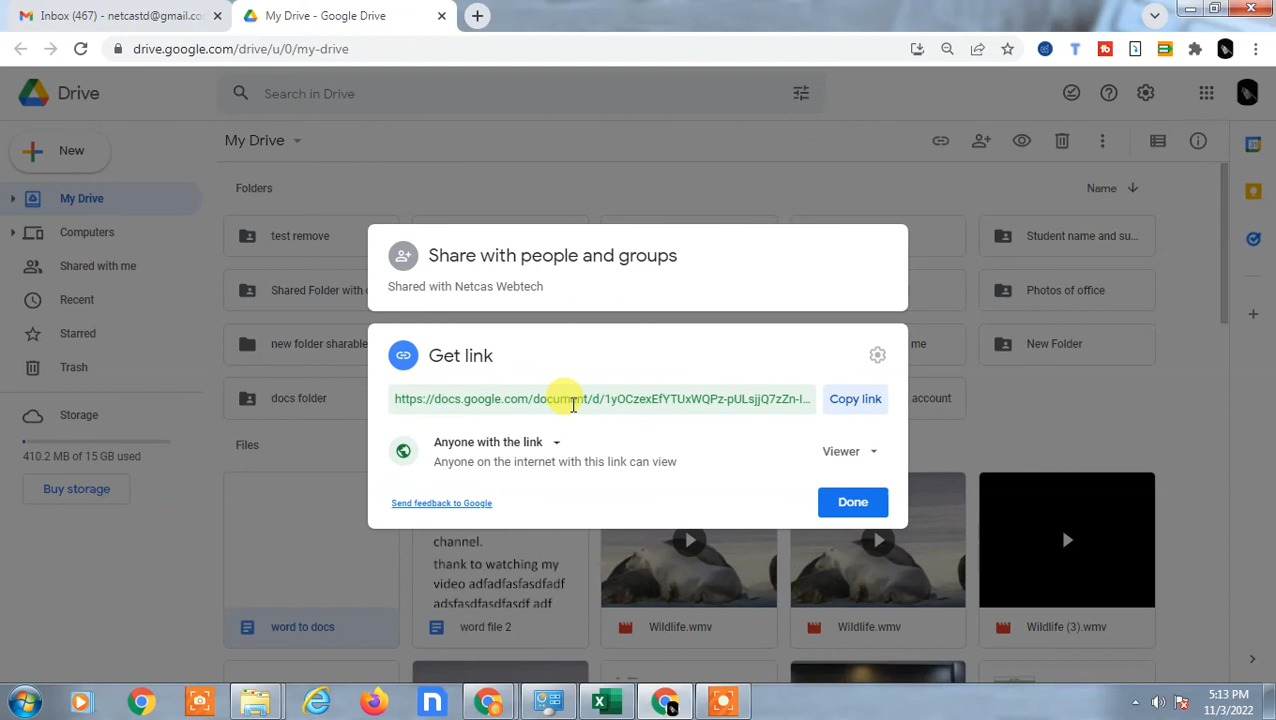 Inbox (467) - netcastd@gmail.co
My Drive - Google Drive
drive.google.com/drive/u/0/my-drive
Drive
Search in Drive
New
My Drive
Folders
Name
My Drive
Computers
Shared with me
Recent
Starred
Trash
Storage
410.2 MB of 15 GB used
Buy storage
test remove
Student name and su...
Shared Folder with
Photos of office
new folder sharable
me
New Folder
docs folder
account
Share with people and groups
Shared with Netcas Webtech
Get link
https://docs.google.com/document/d/1yOCzexEfYTUxWQPz-pULsjjQ7zZn-I...
Copy link
Anyone with the link
Anyone on the internet with this link can view
Viewer
Send feedback to Google
Done
Files
channel.
thank to watching my
video adfadfasdfadf
adsfasdfasfasdf adf
word to docs
word file 2
Wildlife.wmv
Wildlife.wmv
Wildlife (3).wmv
5:13 PM
11/3/2022